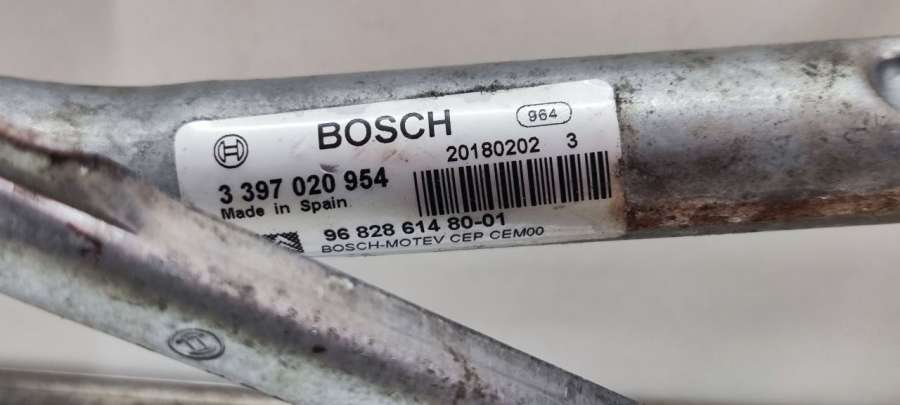 BOSCH
964
20180202 3
3 397 020 954
Made in Spain
96 828 614 80-01
BOSCH-MOTEV CEP CEM00